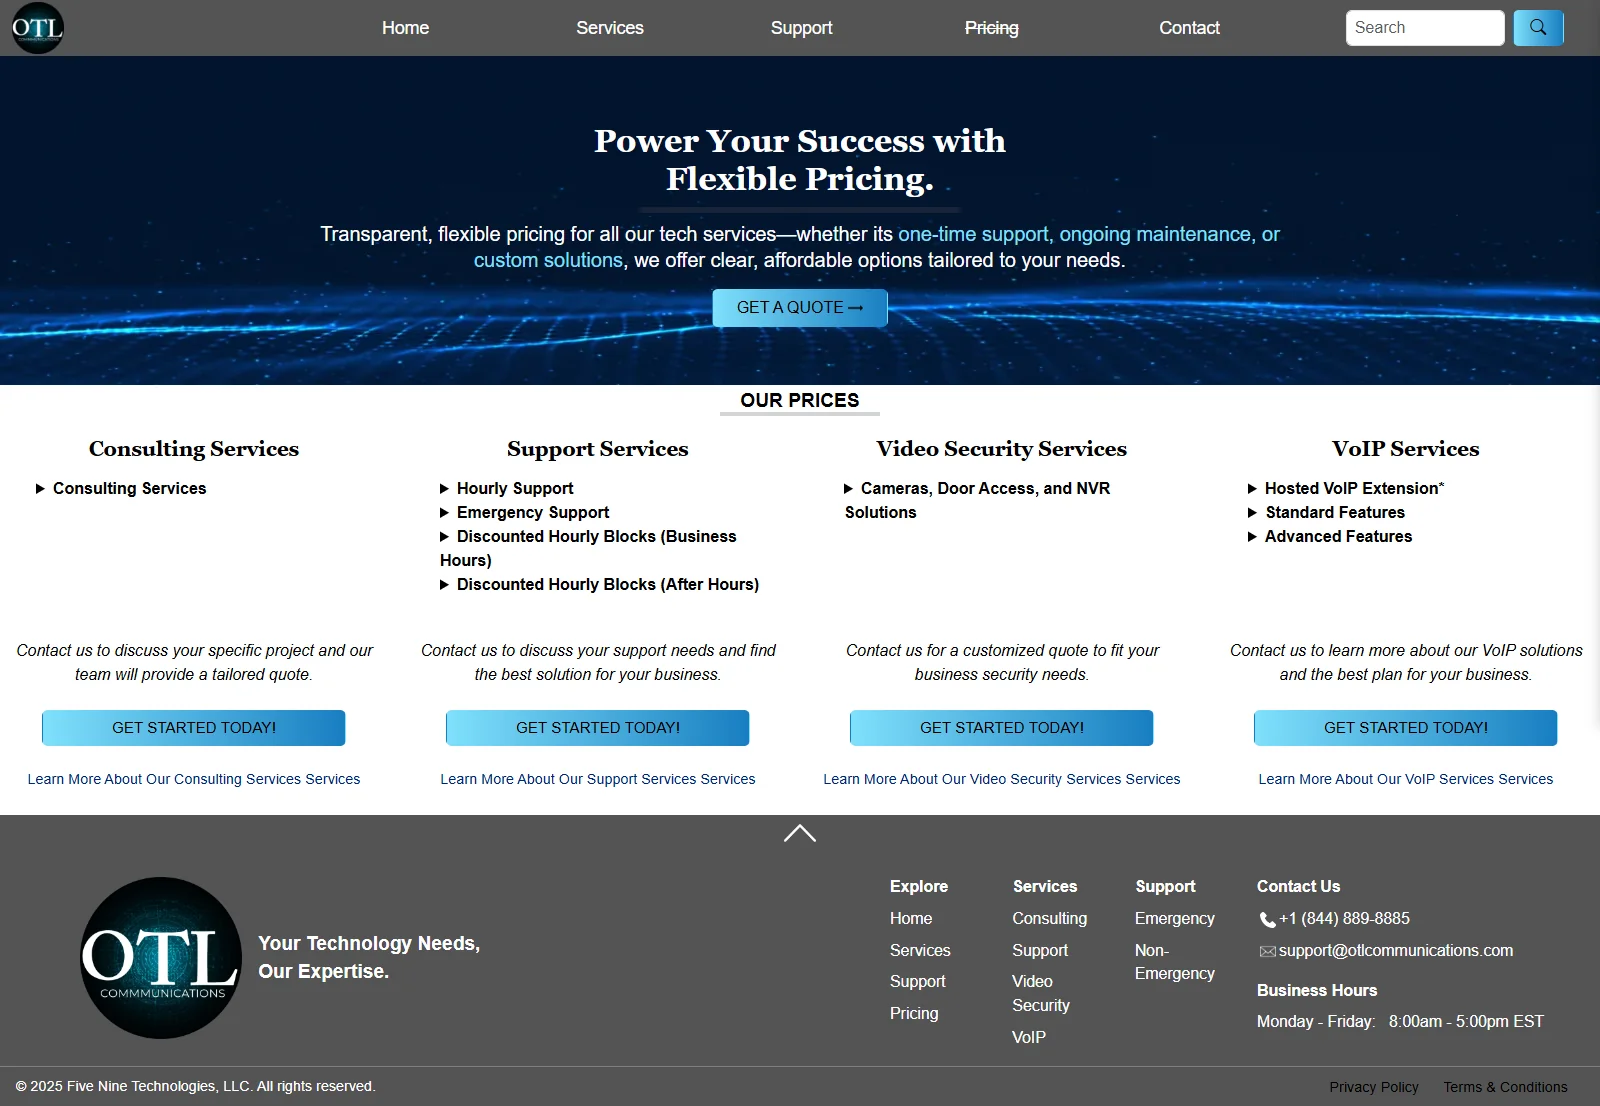 OTL
Home
Services
Support
Pricing
Contact
Search
Power Your Success with
Flexible Pricing.
Transparent, flexible pricing for all our tech services—whether its one-time support, ongoing maintenance, or
custom solutions, we offer clear, affordable options tailored to your needs.
GET A QUOTE →
OUR PRICES
Consulting Services
▶ Consulting Services
Contact us to discuss your specific project and our
team will provide a tailored quote.
GET STARTED TODAY!
Learn More About Our Consulting Services Services
Support Services
▶ Hourly Support
▶ Emergency Support
▶ Discounted Hourly Blocks (Business
Hours)
▶ Discounted Hourly Blocks (After Hours)
Contact us to discuss your support needs and find
the best solution for your business.
GET STARTED TODAY!
Learn More About Our Support Services Services
Video Security Services
▶ Cameras, Door Access, and NVR
Solutions
Contact us for a customized quote to fit your
business security needs.
GET STARTED TODAY!
Learn More About Our Video Security Services Services
VoIP Services
▶ Hosted VoIP Extension*
▶ Standard Features
▶ Advanced Features
Contact us to learn more about our VoIP solutions
and the best plan for your business.
GET STARTED TODAY!
Learn More About Our VoIP Services Services
OTL
COMMMUNICATIONS
Your Technology Needs,
Our Expertise.
Explore
Home
Services
Support
Pricing
Services
Consulting
Support
Video
Security
VoIP
Support
Emergency
Non-
Emergency
Contact Us
+1 (844) 889-8885
support@otlcommunications.com
Business Hours
Monday - Friday: 8:00am - 5:00pm EST
© 2025 Five Nine Technologies, LLC. All rights reserved.
Privacy Policy
Terms & Conditions